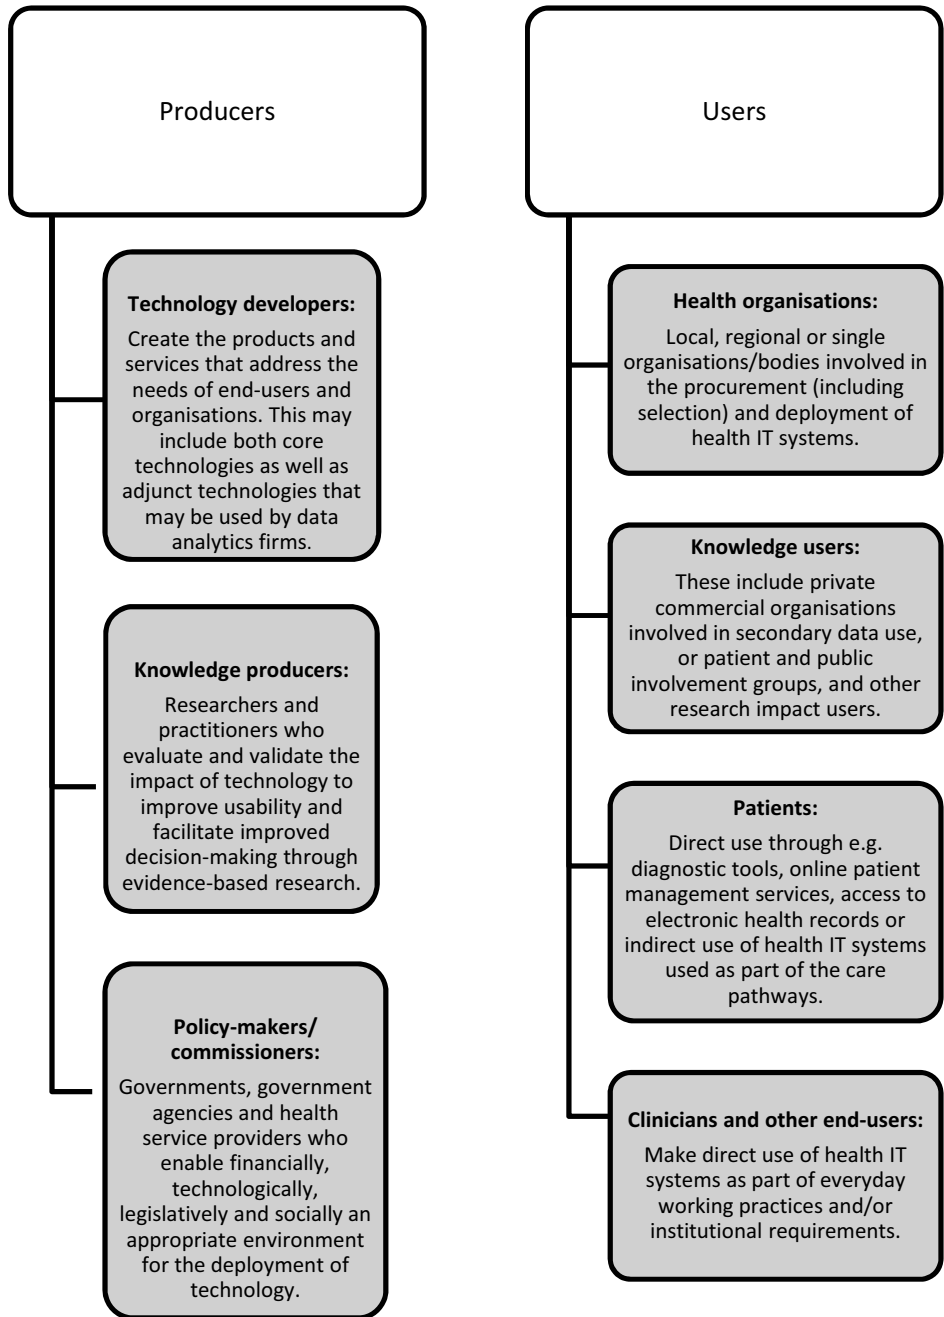 Producers
Technology developers:
Create the products and
services that address the
needs of end-users and
organisations. This may
include both core
technologies as well as
adjunct technologies that
may be used by data
analytics firms.
Knowledge producers:
Researchers and
practitioners who
evaluate and validate the
impact of technology to
improve usability and
facilitate improved
decision-making through
evidence-based research.
Policy-makers/
commissioners:
Governments, government
agencies and health
service providers who
enable financially,
technologically,
legislatively and socially an
appropriate environment
for the deployment of
technology.
Users
Health organisations:
Local, regional or single
organisations/bodies involved in
the procurement (including
selection) and deployment of
health IT systems.
Knowledge users:
These include private
commercial organisations
involved in secondary data use,
or patient and public
involvement groups, and other
research impact users.
Patients:
Direct use through e.g.
diagnostic tools, online patient
management services, access to
electronic health records or
indirect use of health IT systems
used as part of the care
pathways.
Clinicians and other end-users:
Make direct use of health IT
systems as part of everyday
working practices and/or
institutional requirements.